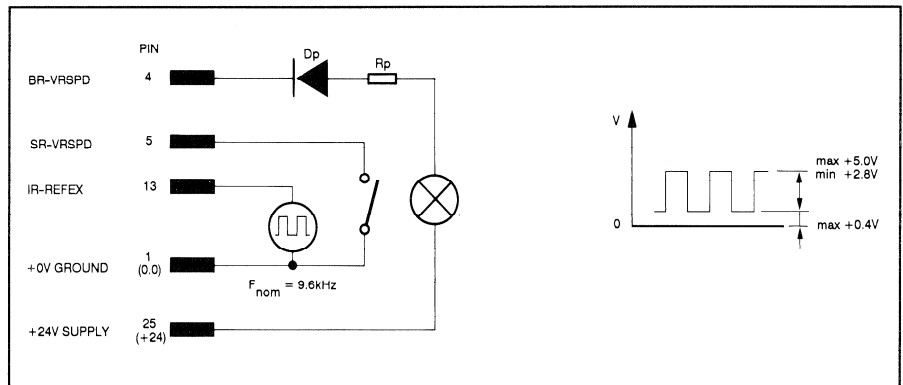 PIN
BR-VRSPD 4
Dp
Rp
SR-VRSPD 5
IR-REFEX 13
+0V GROUND 1
(0.0)
Fnom = 9.6kHz
+24V SUPPLY 25
(+24)
V
max +5.0V
min +2.8V
0
max +0.4V